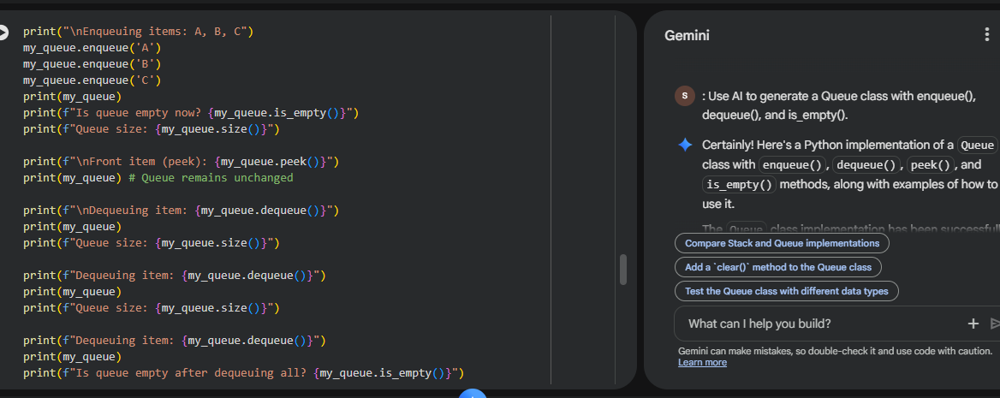 print("\nEnqueuing items: A, B, C")
my_queue.enqueue('A')
my_queue.enqueue('B')
my_queue.enqueue('C')
print(my_queue)
print(f"Is queue empty now? {my_queue.is_empty()}")
print(f"Queue size: {my_queue.size()}")
print(f"\nFront item (peek): {my_queue.peek()}")
print(my_queue) # Queue remains unchanged
print(f"\nDequeuing item: {my_queue.dequeue()}")
print(my_queue)
print(f"Queue size: {my_queue.size()}")
print(f"Dequeuing item: {my_queue.dequeue()}")
print(my_queue)
print(f"Queue size: {my_queue.size()}")
print(f"Dequeuing item: {my_queue.dequeue()}")
print(my_queue)
print(f"Is queue empty after dequeuing all? {my_queue.is_empty()}")
Gemini
S
: Use AI to generate a Queue class with enqueue(),
dequeue(), and is_empty().
Certainly! Here's a Python implementation of a Queue
class with enqueue(), dequeue(), peek(), and
is_empty() methods, along with examples of how to
use it.
The Queue class implementation has been successfull
Compare Stack and Queue implementations
Add a `clear()` method to the Queue class
Test the Queue class with different data types
What can I help you build?
Gemini can make mistakes, so double-check it and use code with caution.
Learn more